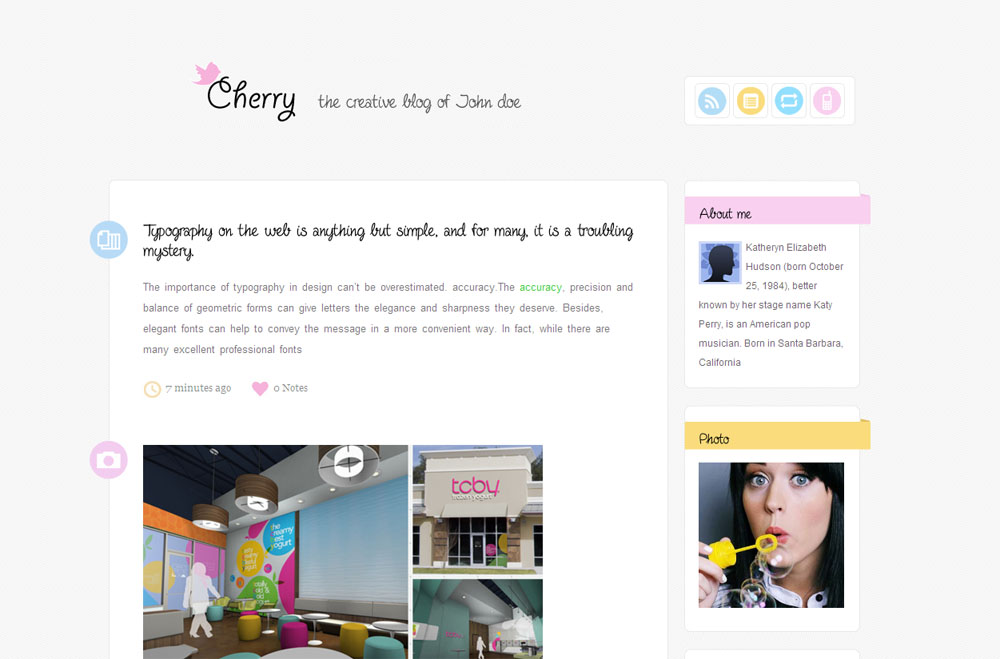 Cherry
the creative blog of John doe
Typography on the web is anything but simple, and for many, it is a troubling
mystery.
The importance of typography in design can't be overestimated. accuracy.The accuracy, precision and
balance of geometric forms can give letters the elegance and sharpness they deserve. Besides,
elegant fonts can help to convey the message in a more convenient way. In fact, while there are
many excellent professional fonts
7 minutes ago
0 Notes
tcby
About me
Katheryn Elizabeth
Hudson (born October
25, 1984), better
known by her stage name Katy
Perry, is an American pop
musician. Born in Santa Barbara,
California
Photo